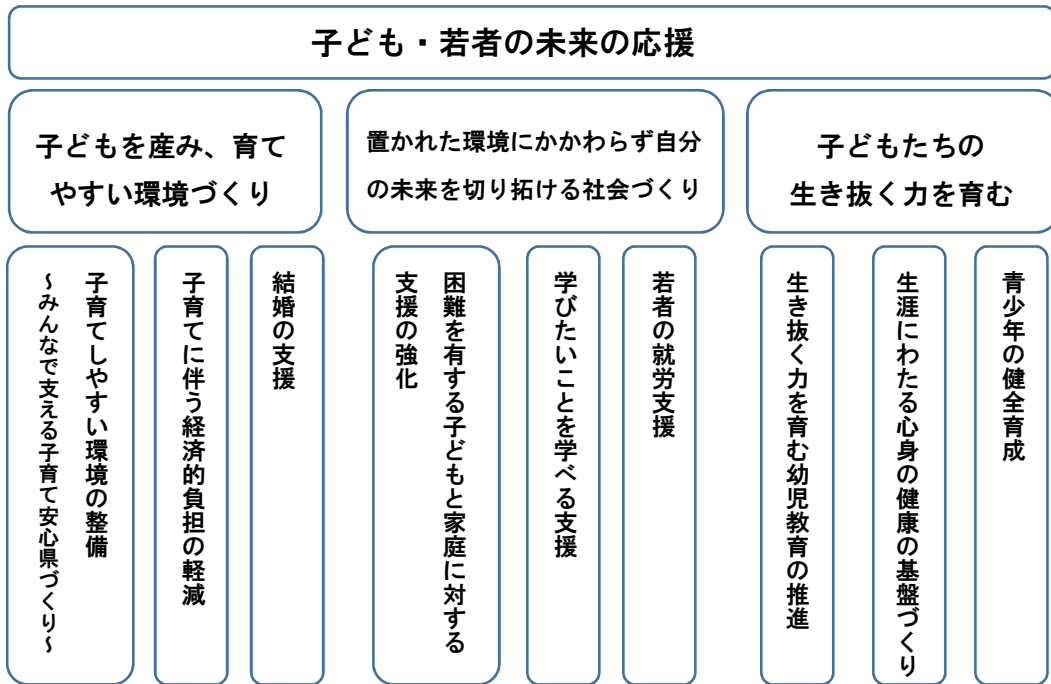 子ども・若者の未来の応援
子どもを産み、育て
やすい環境づくり
置かれた環境にかかわらず自分
の未来を切り拓ける社会づくり
子どもたちの
生き抜く力を育む
子育てしやすい環境の整備
~みんなで支える子育て安心県づくり~
子育てに伴う経済的負担の軽減
結婚の支援
困難を有する子どもと家庭に対する
支援の強化
学びたいことを学べる支援
若者の就労支援
生き抜く力を育む幼児教育の推進
生涯にわたる心身の健康の基盤づくり
青少年の健全育成